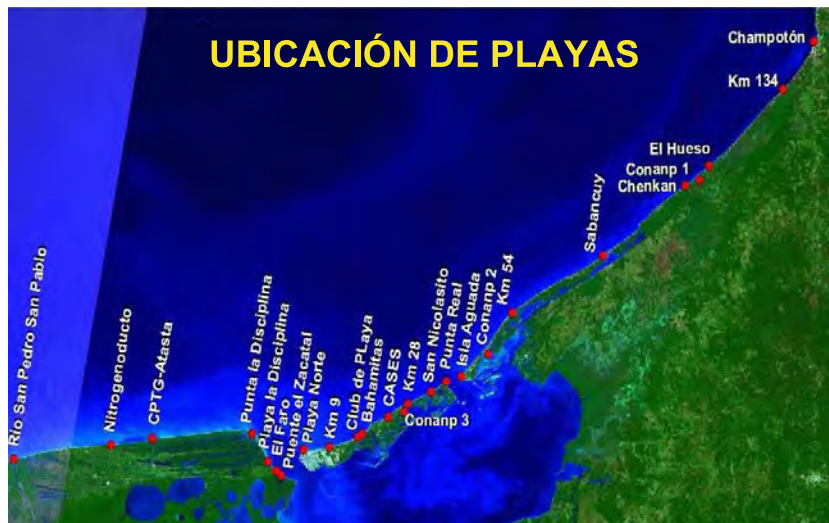 UBICACIÓN DE PLAYAS
Champotón
Km 134
El Hueso
Conanp 1
Chenkan
Sabancuy
Km 54
Conanp 2
Isla Aguada
Punta Real
San Nicolasito
Km 28
Conanp 3
CASES
Bahamitas
Club de PLaya
Km 9
Playa Norte
Puente el Zacatal
El Faro
Playa la Disciplina
Punta la Disciplina
CPTG-Atasta
Nitrogenoducto
Rio San Pedro San Pablo